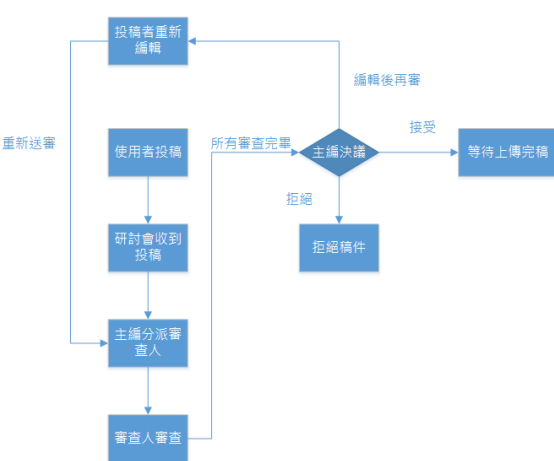 投稿者重新
編輯
編輯後再審
接受
重新送審
使用者投稿
所有審查完畢
主編決議
等待上傳完稿
拒絕
研討會收到
投稿
拒絕稿件
主編分派審
查人
審查人審查